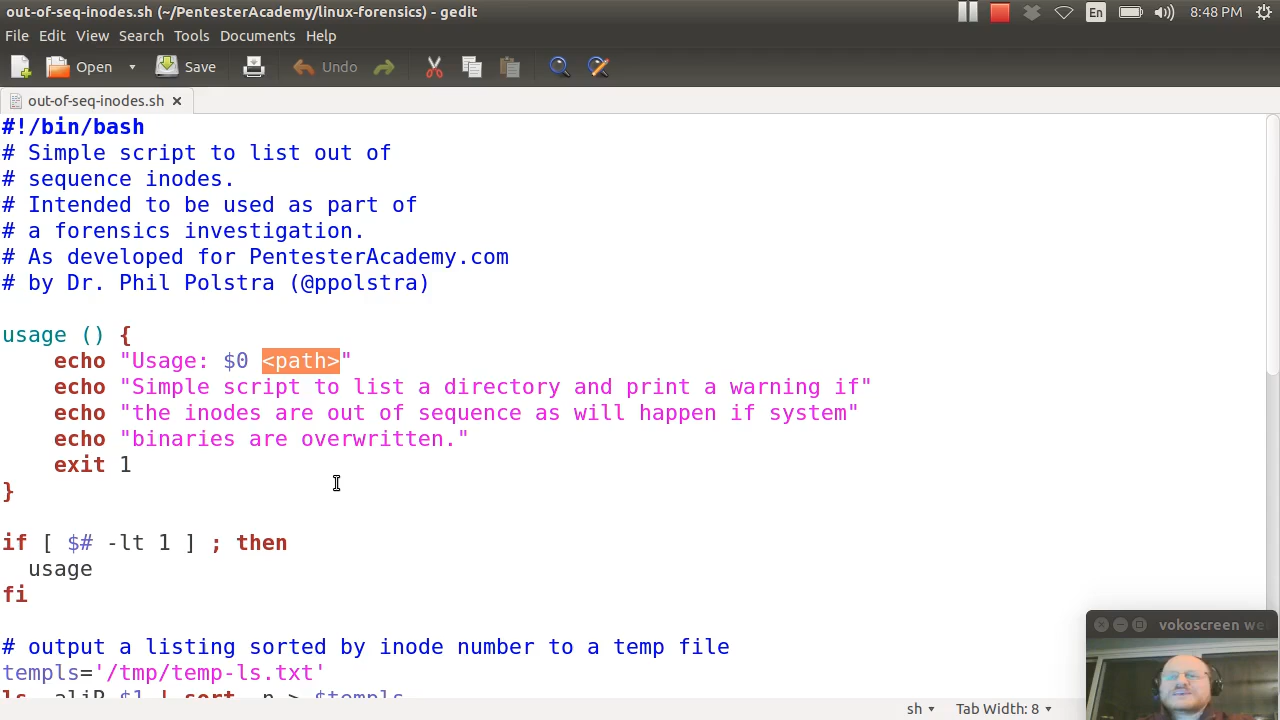 out-of-seq-inodes.sh (~/PentesterAcademy/linux-forensics) - gedit
En 8:48 PM
File Edit View Search Tools Documents Help
Open Save Undo
out-of-seq-inodes.sh
#!/bin/bash
# Simple script to list out of
# sequence inodes.
# Intended to be used as part of
# a forensics investigation.
# As developed for PentesterAcademy.com
# by Dr. Phil Polstra (@ppolstra)
usage () {
    echo "Usage: $0 <path>"
    echo "Simple script to list a directory and print a warning if"
    echo "the inodes are out of sequence as will happen if system"
    echo "binaries are overwritten."
    exit 1
}
if [ $# -lt 1 ] ; then
  usage
fi
# output a listing sorted by inode number to a temp file
templs='/tmp/temp-ls.txt'
ls -aliR $1 | sort -n > $templs
vokoscreen we
sh Tab Width: 8